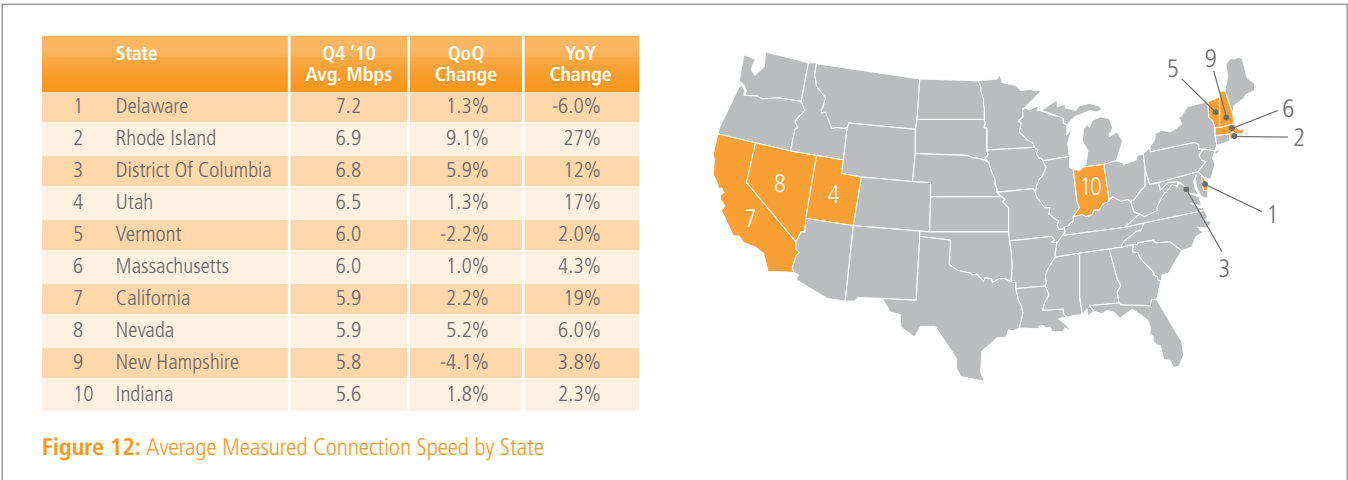 State Q4 '10 Avg. Mbps QoQ Change YoY Change
1 Delaware 7.2 1.3% -6.0%
2 Rhode Island 6.9 9.1% 27%
3 District Of Columbia 6.8 5.9% 12%
4 Utah 6.5 1.3% 17%
5 Vermont 6.0 -2.2% 2.0%
6 Massachusetts 6.0 1.0% 4.3%
7 California 5.9 2.2% 19%
8 Nevada 5.9 5.2% 6.0%
9 New Hampshire 5.8 -4.1% 3.8%
10 Indiana 5.6 1.8% 2.3%
Figure 12: Average Measured Connection Speed by State
5
9
6
2
8
4
10
7
1
3